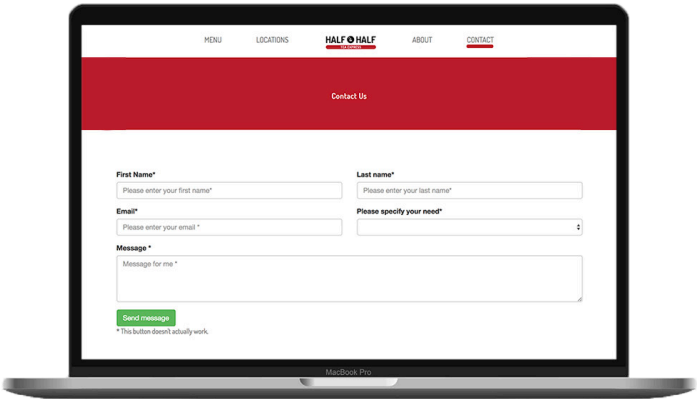 MENU LOCATIONS HALF & HALF ABOUT CONTACT
TEA EXPRESS
Contact Us
First Name* Last name*
Please enter your first name* Please enter your last name*
Email* Please specify your need*
Please enter your email *
Message *
Message for me *
Send message
* This button doesn't actually work.
MacBook Pro